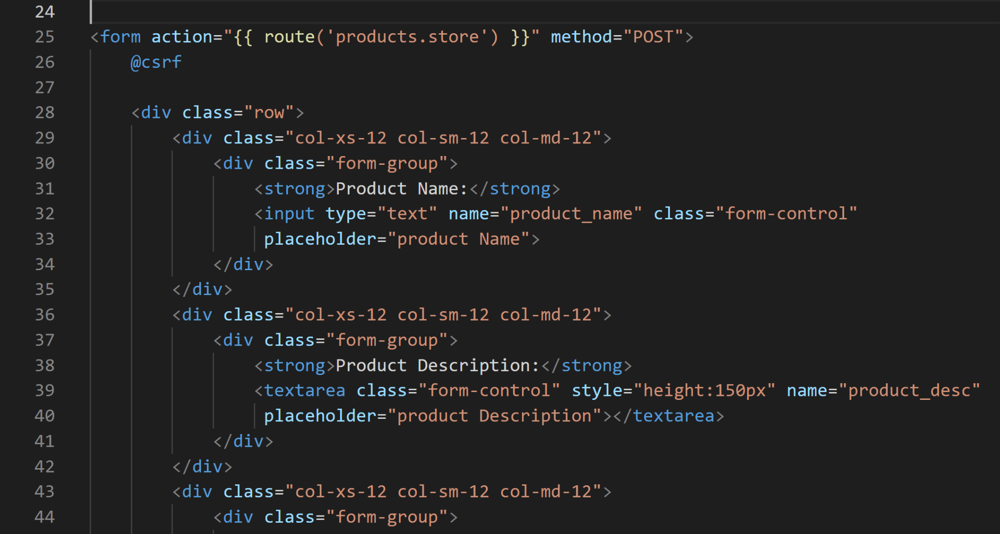 24
25 <form action="{{ route('products.store') }}" method="POST">
26     @csrf
27
28     <div class="row">
29         <div class="col-xs-12 col-sm-12 col-md-12">
30             <div class="form-group">
31                 <strong>Product Name:</strong>
32                 <input type="text" name="product_name" class="form-control"
33                 placeholder="product Name">
34             </div>
35         </div>
36         <div class="col-xs-12 col-sm-12 col-md-12">
37             <div class="form-group">
38                 <strong>Product Description:</strong>
39                 <textarea class="form-control" style="height:150px" name="product_desc"
40                 placeholder="product Description"></textarea>
41             </div>
42         </div>
43         <div class="col-xs-12 col-sm-12 col-md-12">
44             <div class="form-group">